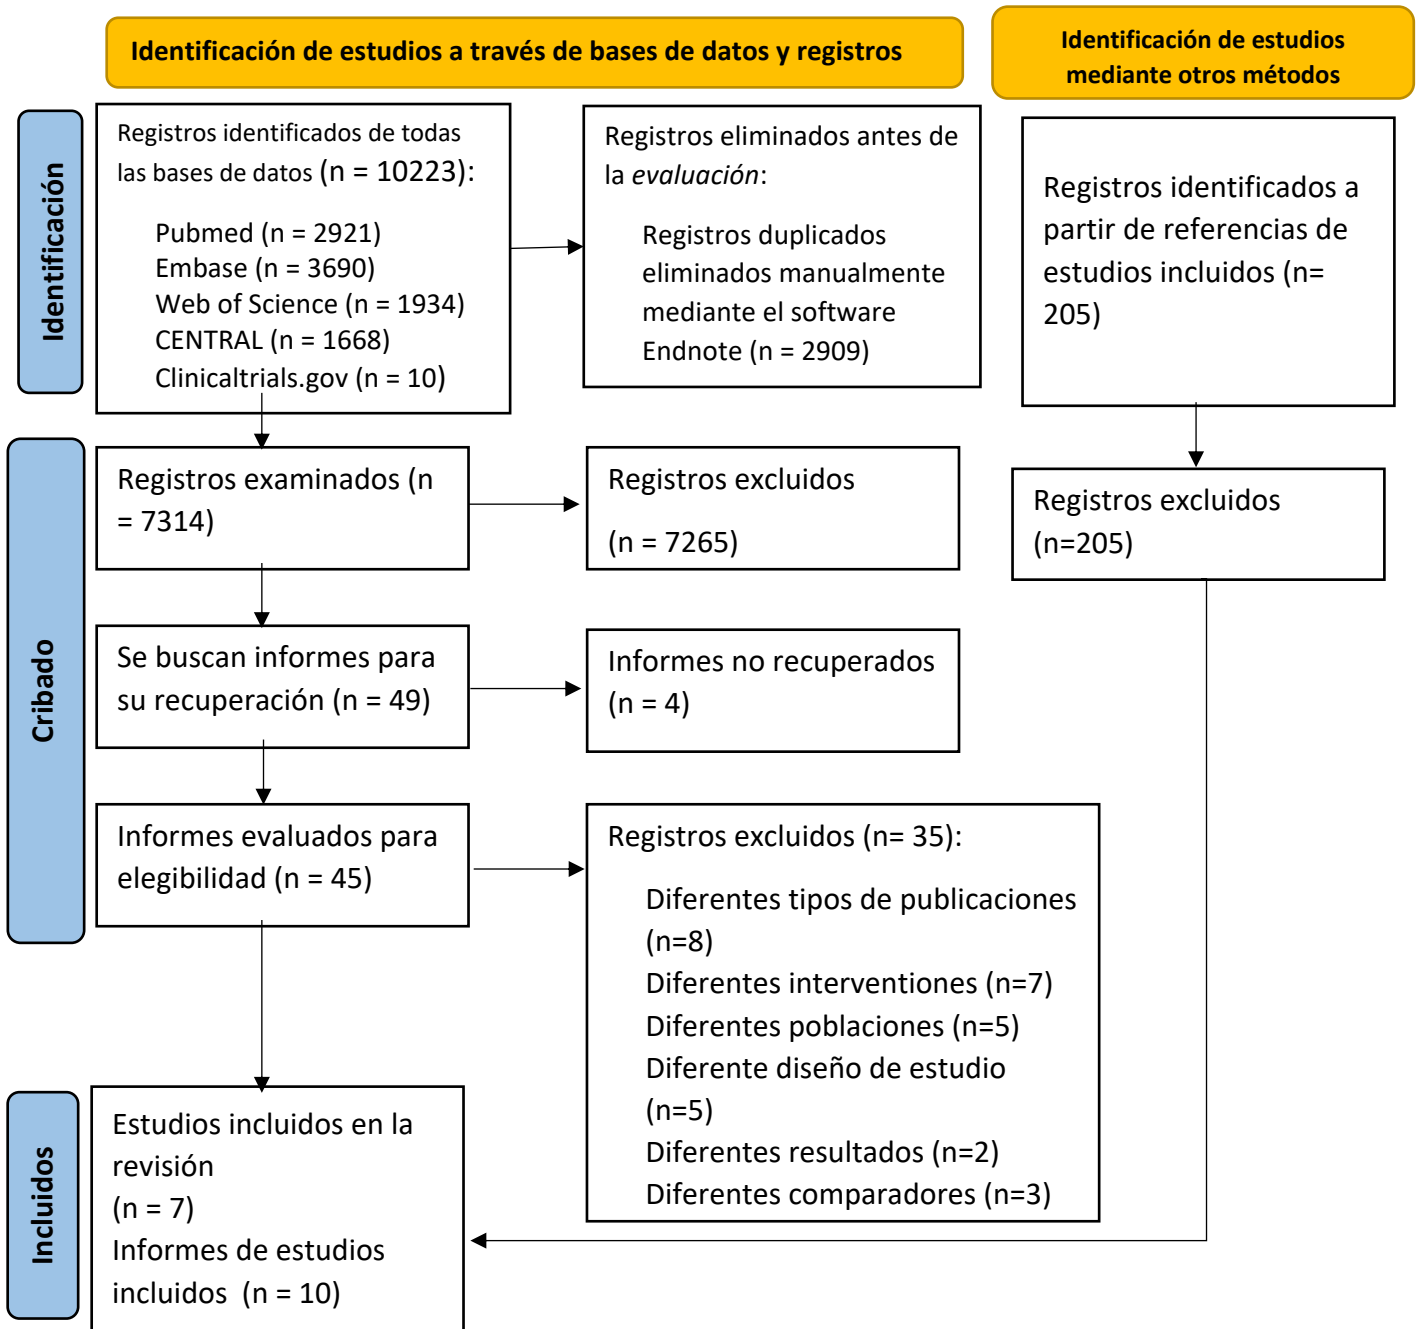 Identificación de estudios a través de bases de datos y registros
Identificación de estudios
mediante otros métodos
Identificación
Registros identificados de todas
las bases de datos (n = 10223):
Pubmed (n = 2921)
Embase (n = 3690)
Web of Science (n = 1934)
CENTRAL (n = 1668)
Clinicaltrials.gov (n = 10)
Registros eliminados antes de
la evaluación:
Registros duplicados
eliminados manualmente
mediante el software
Endnote (n = 2909)
Registros identificados a
partir de referencias de
estudios incluidos (n=
205)
Cribado
Registros examinados (n
= 7314)
Registros excluidos
(n = 7265)
Registros excluidos
(n=205)
Se buscan informes para
su recuperación (n = 49)
Informes no recuperados
(n = 4)
Informes evaluados para
elegibilidad (n = 45)
Registros excluidos (n= 35):
Diferentes tipos de publicaciones
(n=8)
Diferentes interventiones (n=7)
Diferentes poblaciones (n=5)
Diferente diseño de estudio
(n=5)
Diferentes resultados (n=2)
Diferentes comparadores (n=3)
Incluidos
Estudios incluidos en la
revisión
(n = 7)
Informes de estudios
incluidos (n = 10)